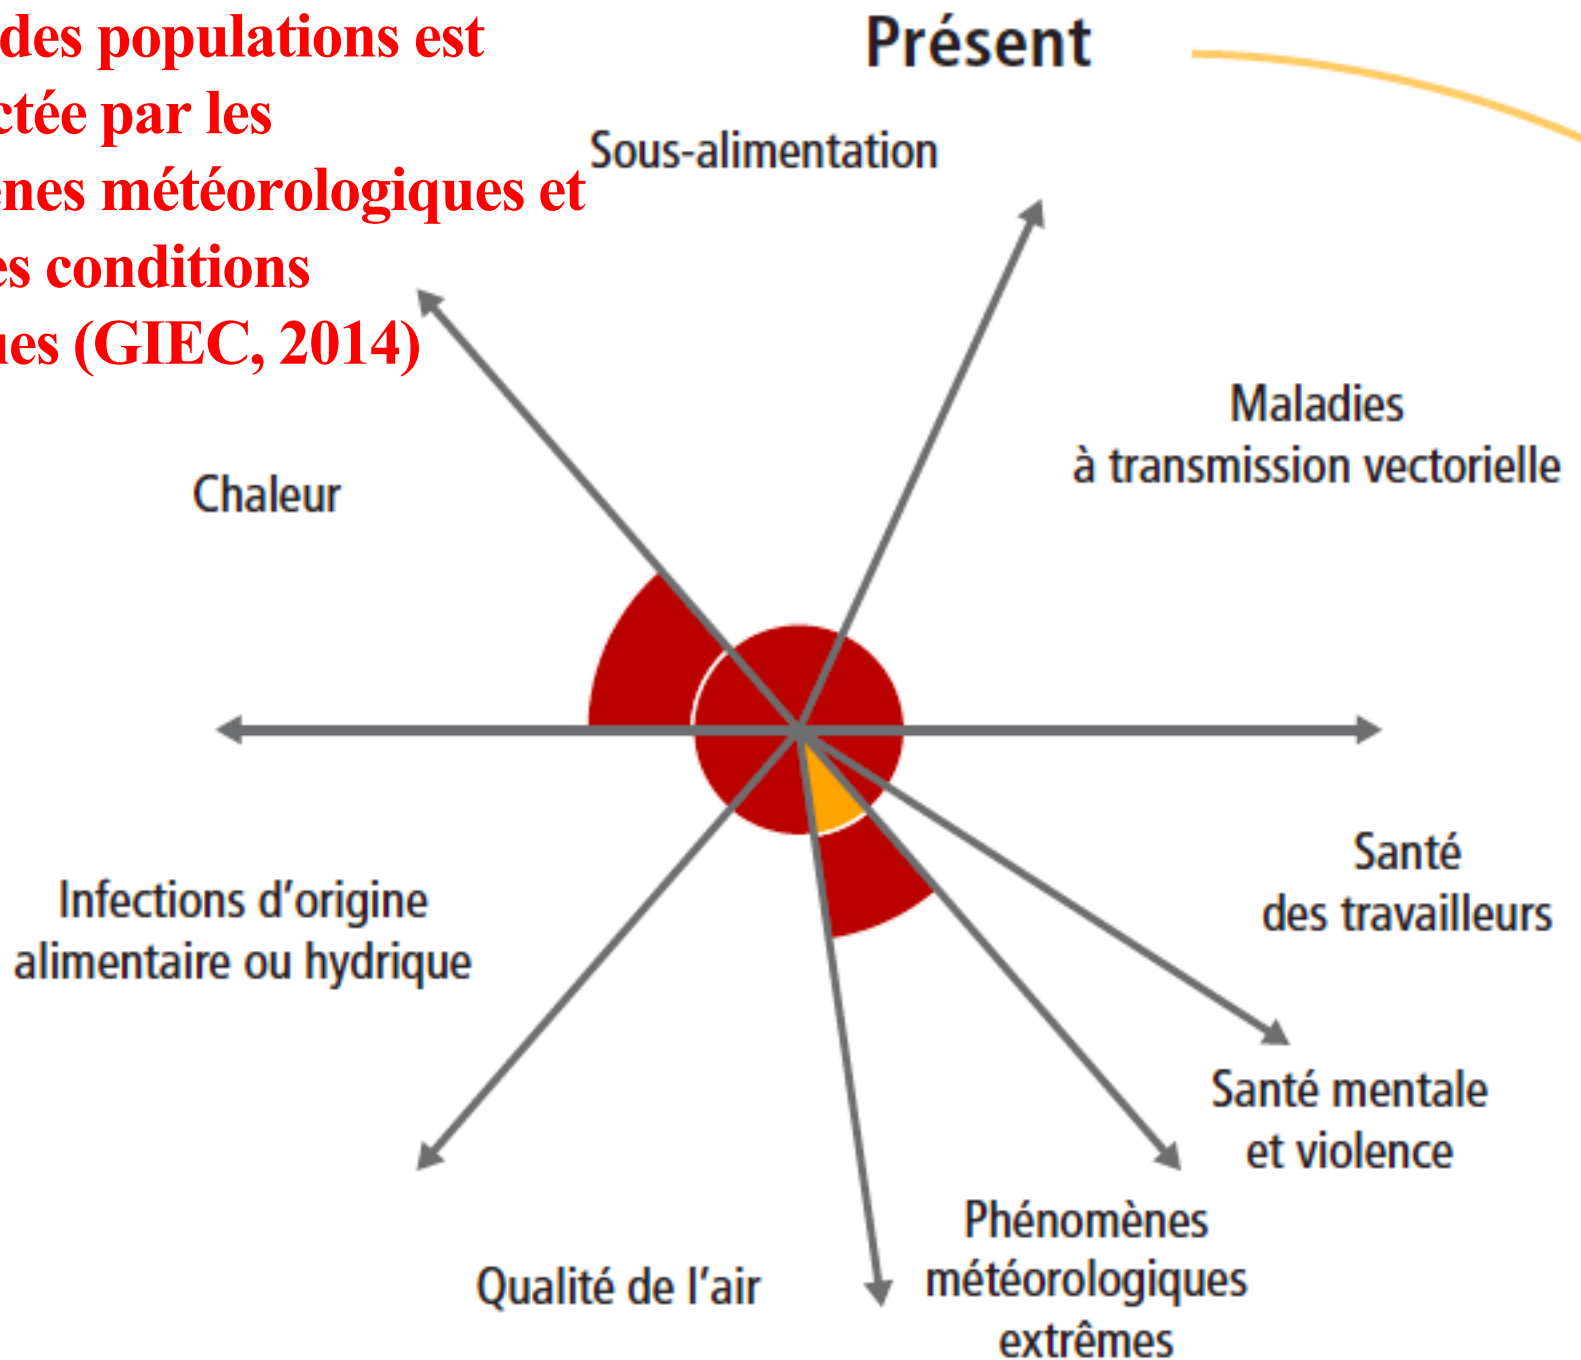 des populations est
ctée par les
ènes météorologiques et
es conditions
ues (GIEC, 2014)
Présent
Sous-alimentation
Maladies
à transmission vectorielle
Chaleur
Santé
des travailleurs
Infections d'origine
alimentaire ou hydrique
Santé mentale
et violence
Phénomènes
météorologiques
extrêmes
Qualité de l'air